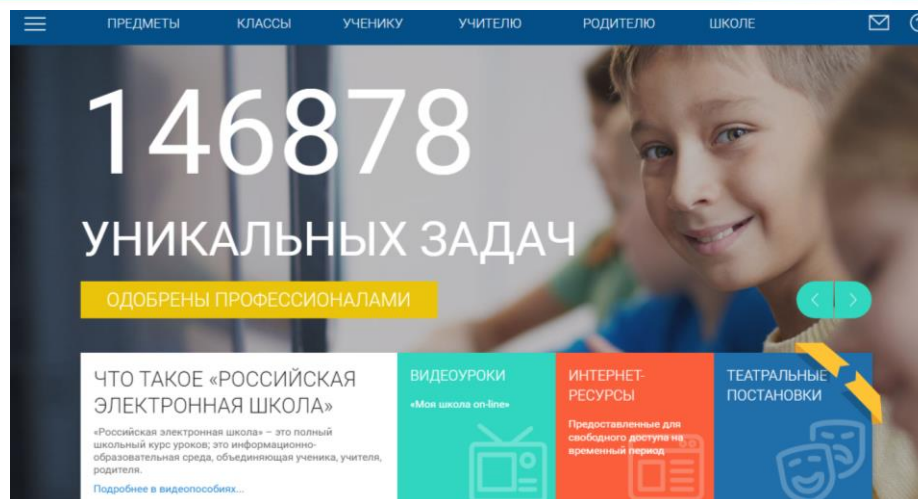 ПРЕДМЕТЫ КЛАССЫ УЧЕНИКУ УЧИТЕЛЮ РОДИТЕЛЮ ШКОЛЕ
146878
УНИКАЛЬНЫХ ЗАДАЧ
ОДОБРЕНЫ ПРОФЕССИОНАЛАМИ
ЧТО ТАКОЕ «РОССИЙСКАЯ
ЭЛЕКТРОННАЯ ШКОЛА»
«Российская электронная школа» – это полный
школьный курс уроков; это информационно-
образовательная среда, объединяющая ученика, учителя,
родителя.
Подробнее в видеопособиях...
ВИДЕОУРОКИ
«Моя школа on-line»
ИНТЕРНЕТ-
РЕСУРСЫ
Предоставленные для
свободного доступа на
временный период
ТЕАТРАЛЬНЫЕ
ПОСТАНОВКИ